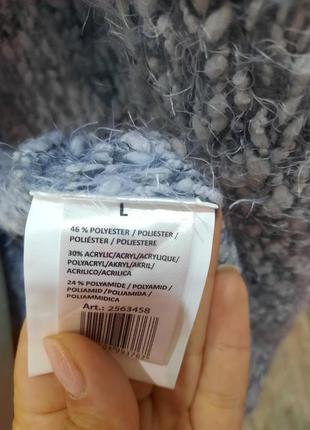 L
46 % POLYESTER / POLIESTER /
POLIÉSTER / POLIESTERE
30% ACRYLIC/ACRYL/ACRYLIQUE/
POLYACRYL/AKRYL/AKRIL/
ACRILICO/ACRILICA
24 % POLYAMIDE / POLYAMID /
POLIAMID /POLIAMIDA /
POLIAMMIDICA
Art.: 2563458